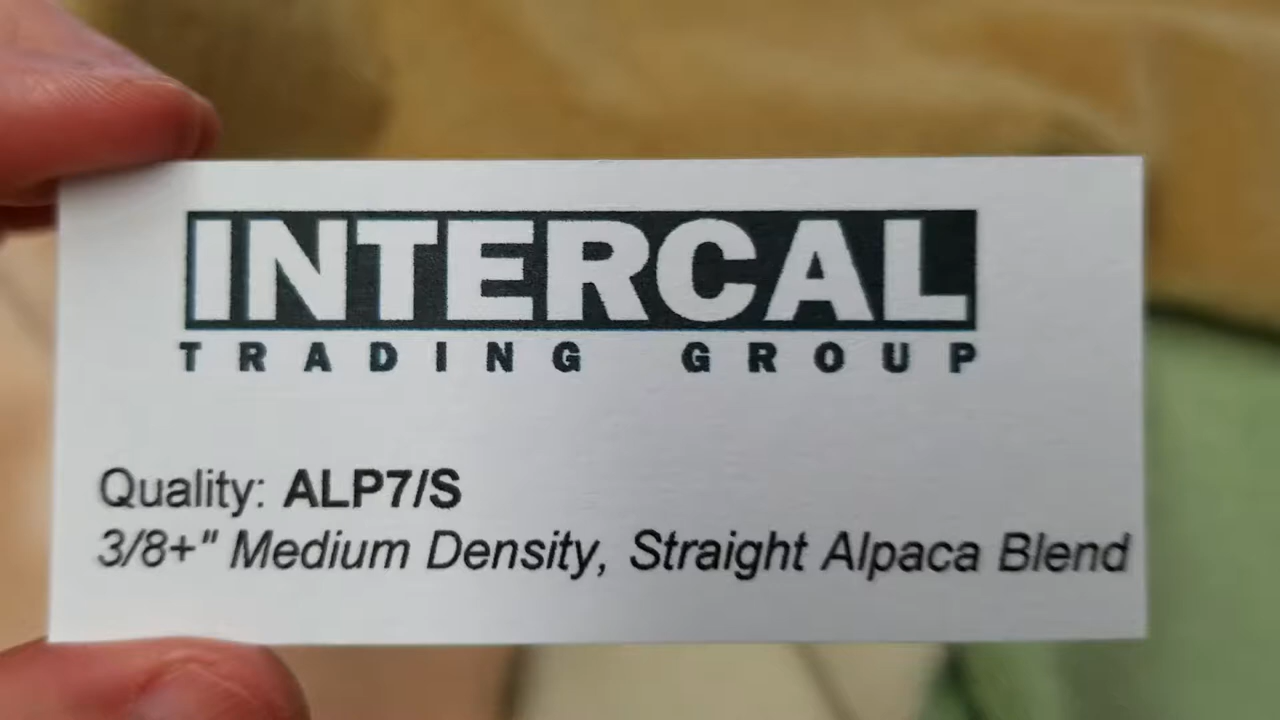 INTERCAL
TRADING GROUP
Quality: ALP7/S
3/8+" Medium Density, Straight Alpaca Blend